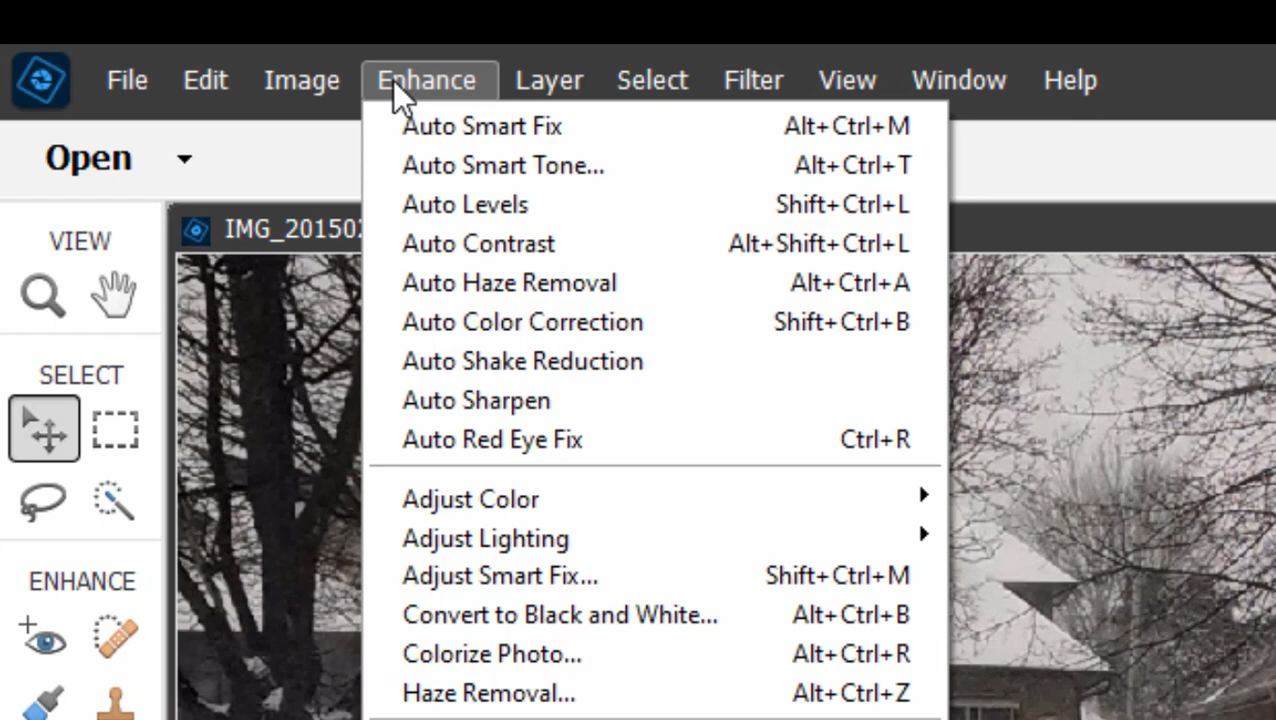 File Edit Image Enhance Layer Select Filter View Window Help
Open
VIEW
SELECT
ENHANCE
IMG_20150
Auto Smart Fix Alt+Ctrl+M
Auto Smart Tone... Alt+Ctrl+T
Auto Levels Shift+Ctrl+L
Auto Contrast Alt+Shift+Ctrl+L
Auto Haze Removal Alt+Ctrl+A
Auto Color Correction Shift+Ctrl+B
Auto Shake Reduction
Auto Sharpen
Auto Red Eye Fix Ctrl+R
Adjust Color
Adjust Lighting
Adjust Smart Fix... Shift+Ctrl+M
Convert to Black and White... Alt+Ctrl+B
Colorize Photo... Alt+Ctrl+R
Haze Removal... Alt+Ctrl+Z